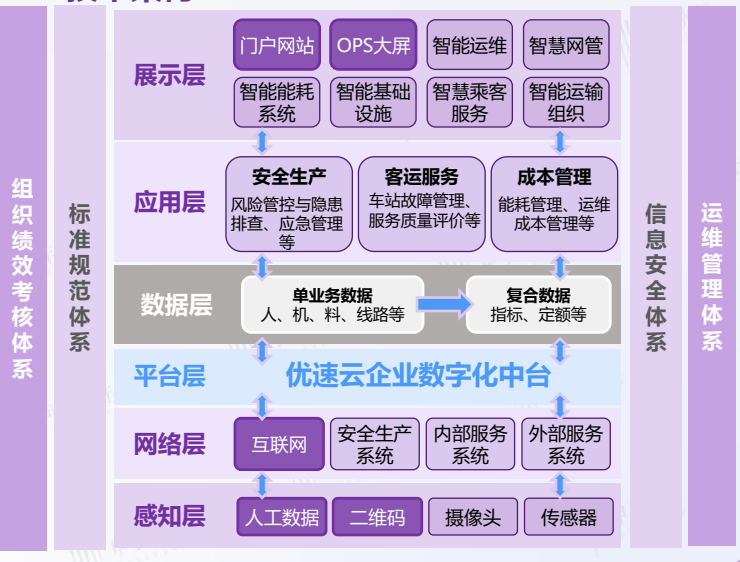 组织绩效考核体系
标准规范体系
展示层
门户网站
OPS大屏
智能运维
智慧网管
智能能耗
系统
智能基础
设施
智慧乘客
服务
智能运输
组织
应用层
安全生产
风险管控与隐患
排查、应急管理
等
客运服务
车站故障管理、
服务质量评价等
成本管理
能耗管理、运维
成本管理等
数据层
单业务数据
人、机、料、线路等
复合数据
指标、定额等
平台层
优速云企业数字化中台
网络层
互联网
安全生产
系统
内部服务
系统
外部服务
系统
感知层
人工数据
二维码
摄像头
传感器
信息安全体系
运维管理体系